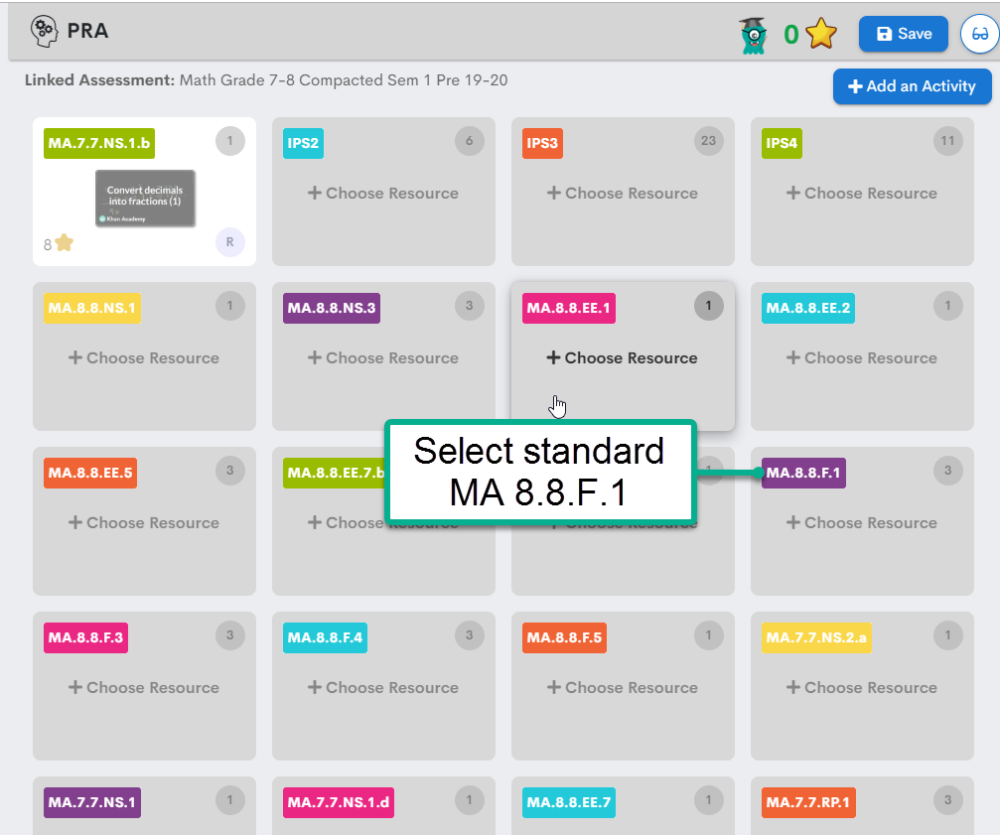 PRA
0
Save
Linked Assessment: Math Grade 7-8 Compacted Sem 1 Pre 19-20
+ Add an Activity
MA.7.7.NS.1.b 1
Convert decimals
into fractions (1)
Khan Academy
8
R
IPS2 6
+ Choose Resource
IPS3 23
+ Choose Resource
IPS4 11
+ Choose Resource
MA.8.8.NS.1 1
+ Choose Resource
MA.8.8.NS.3 3
+ Choose Resource
MA.8.8.EE.1 1
+ Choose Resource
MA.8.8.EE.2 1
+ Choose Resource
Select standard
MA 8.8.F.1
MA.8.8.EE.5 3
+ Choose Resource
MA.8.8.EE.7.b
+ Choose
1
+ Choose Resource
MA.8.8.F.1 3
+ Choose Resource
MA.8.8.F.3 3
+ Choose Resource
MA.8.8.F.4 3
+ Choose Resource
MA.8.8.F.5 1
+ Choose Resource
MA.7.7.NS.2.a 1
+ Choose Resource
MA.7.7.NS.1 1
MA.7.7.NS.1.d 1
MA.8.8.EE.7 1
MA.7.7.RP.1 3